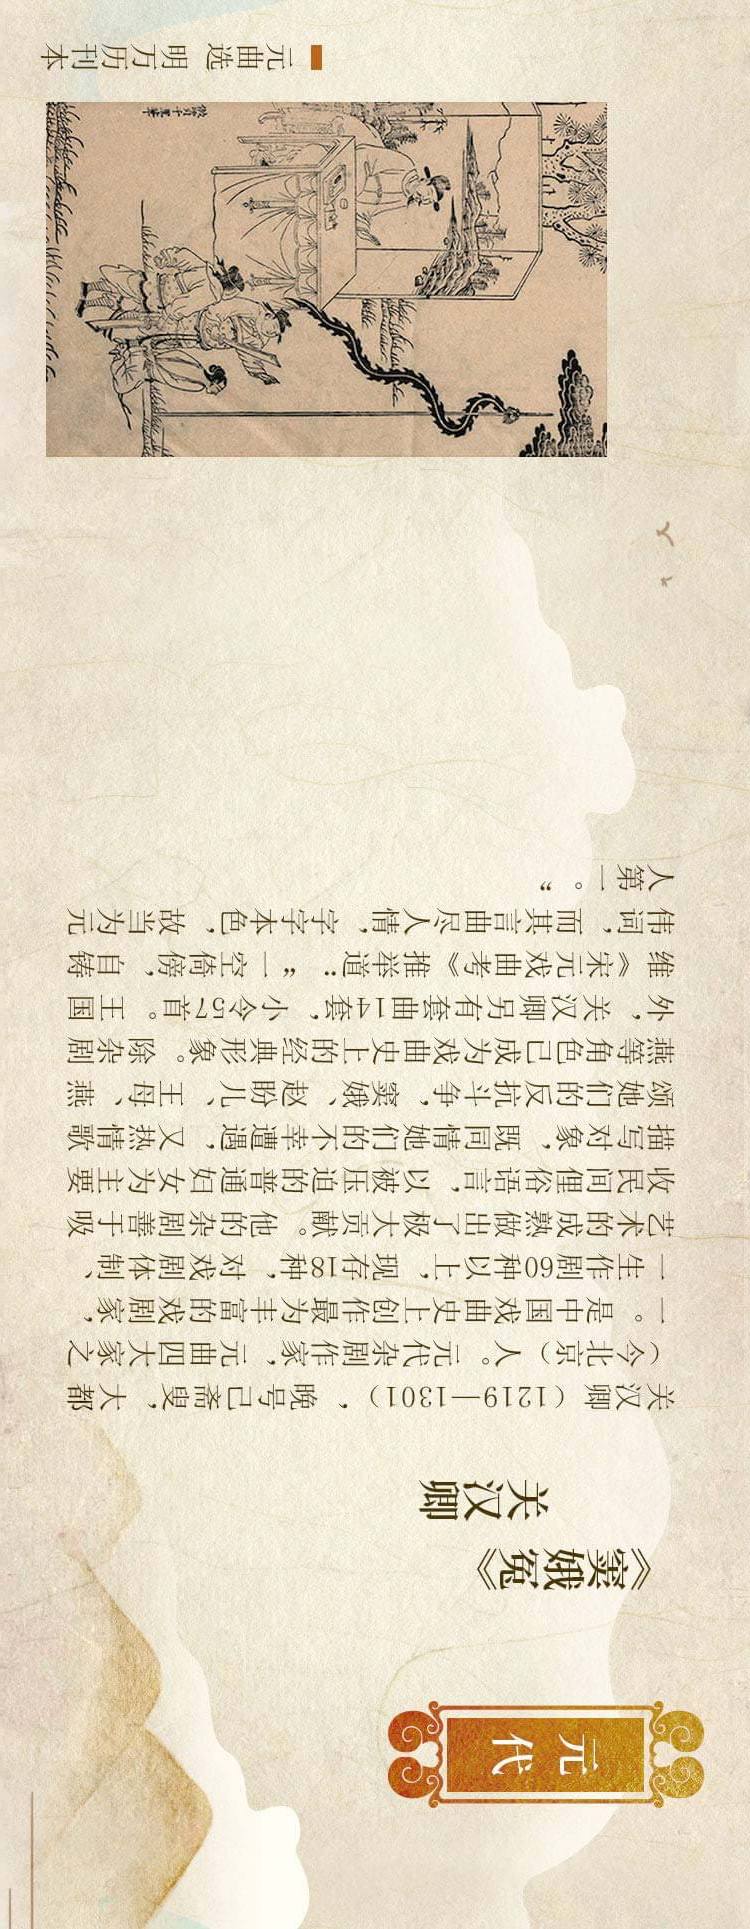 元代
《窦娥冤》
关汉卿
关汉卿（1219—1301），晚号已斋叟，大都
（今北京）人。元代杂剧作家，元曲四大家之
一。是中国戏曲史上创作最为丰富的戏剧家，
一生作剧60种以上，现存18种，对戏剧体制、
艺术的成熟做出了极大贡献。他的杂剧善于吸
收民间俚俗语言，以被压迫的普通妇女为主要
描写对象，既同情她们的不幸遭遇，又热情歌
颂她们的反抗斗争，窦娥、赵盼儿、王母、燕
燕等角色已成为戏曲史上的经典形象。除杂剧
外，关汉卿另有套曲14套，小令57首。王国
维《宋元戏曲考》推举道：“一空倚傍，自铸
伟词，而其言曲尽人情，字字本色，故当为元
人第一。”
元曲选 明万历刊本